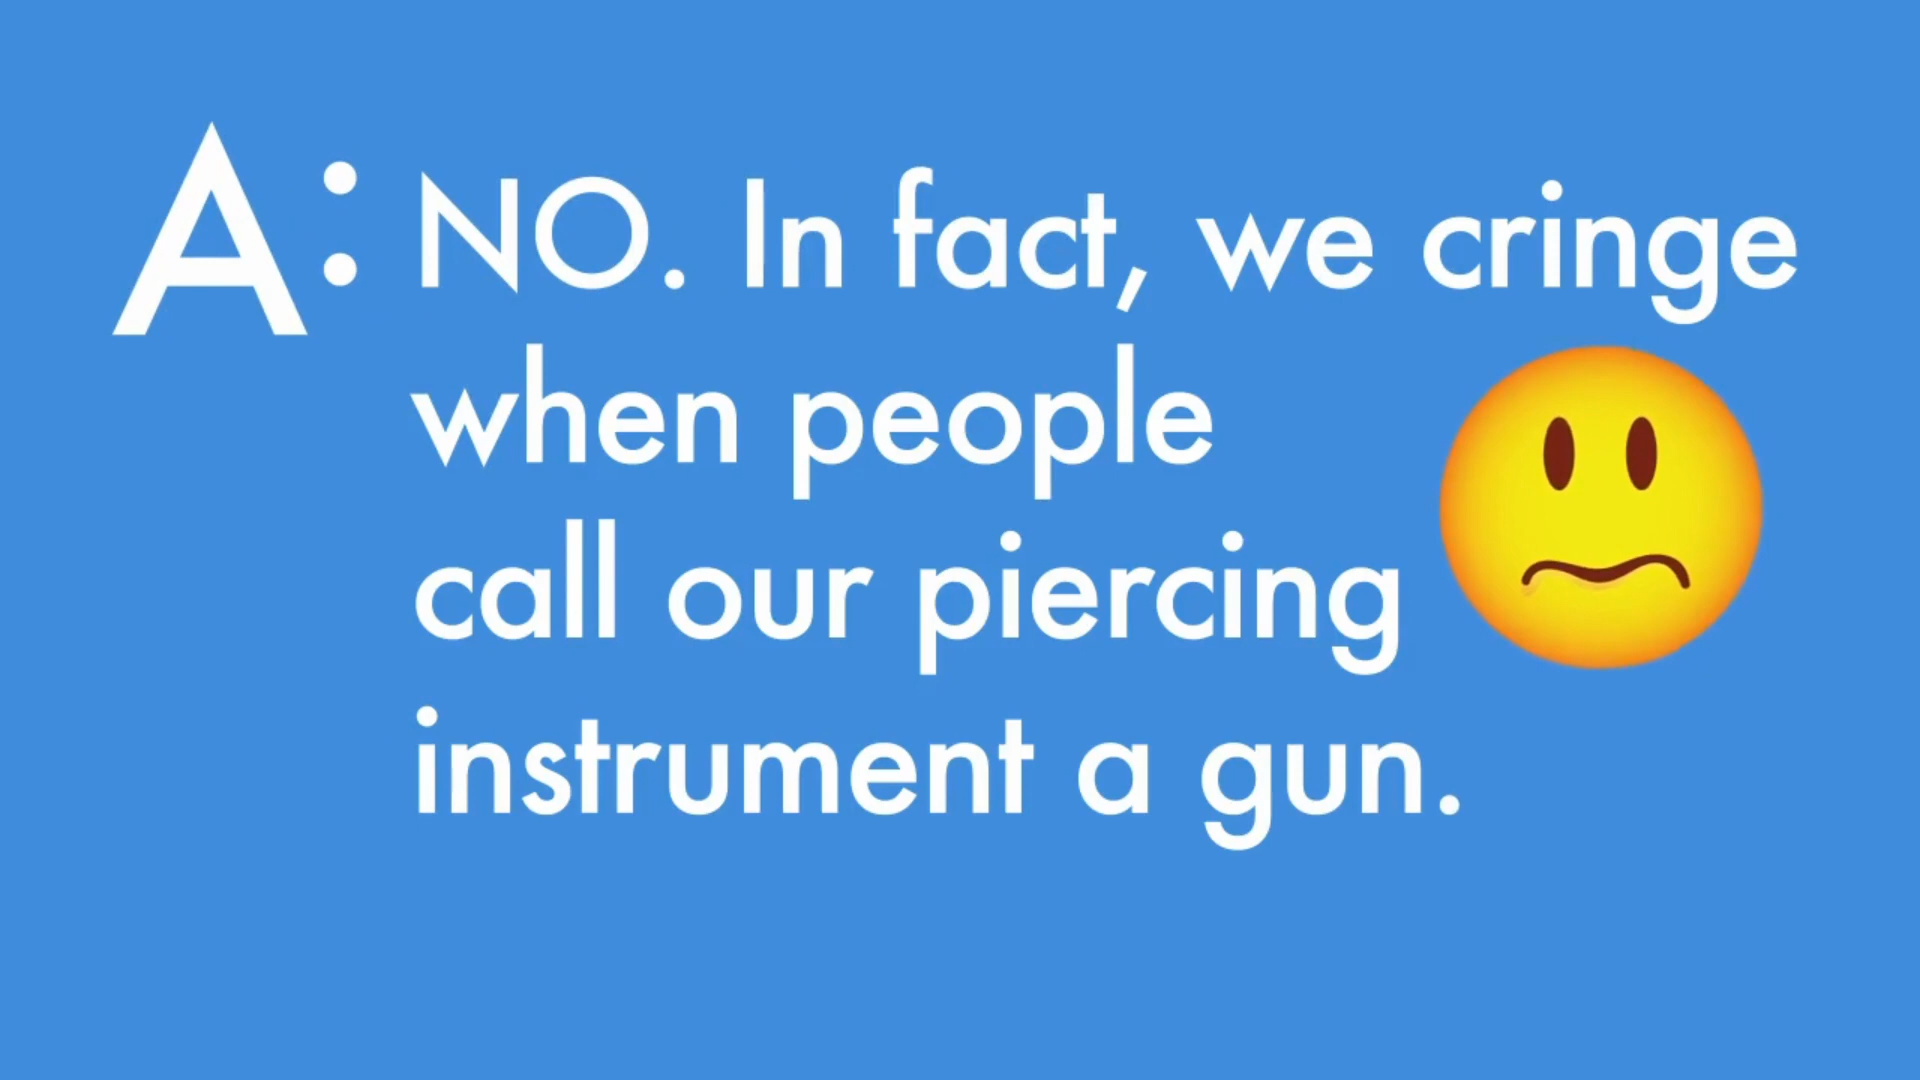 A: NO. In fact, we cringe
when people
call our piercing
instrument a gun.